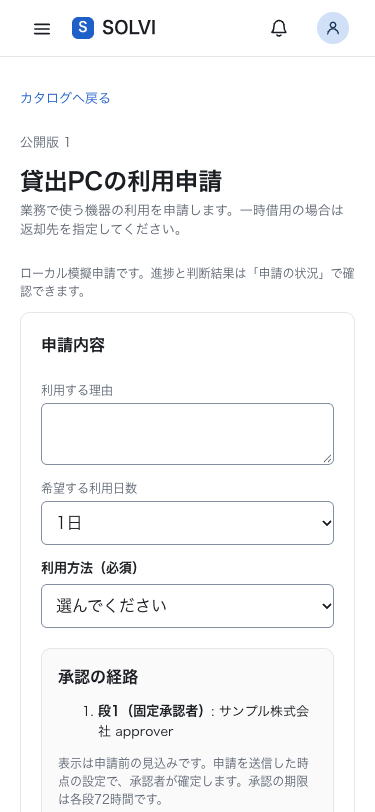 S SOLVI
カタログへ戻る
公開版 1
貸出PCの利用申請
業務で使う機器の利用を申請します。一時借用の場合は
返却先を指定してください。
ローカル模擬申請です。進捗と判断結果は「申請の状況」で確
認できます。
申請内容
利用する理由
希望する利用日数
1日
利用方法（必須）
選んでください
承認の経路
1. 段1（固定承認者）: サンプル株式会
社 approver
表示は申請前の見込みです。申請を送信した時
点の設定で、承認者が確定します。承認の期限
は各段72時間です。